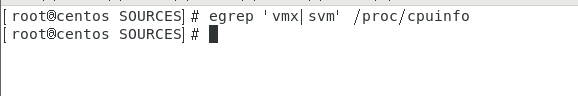 [root@centos SOURCES]# egrep 'vmx|svm' /proc/cpuinfo
[root@centos SOURCES]#